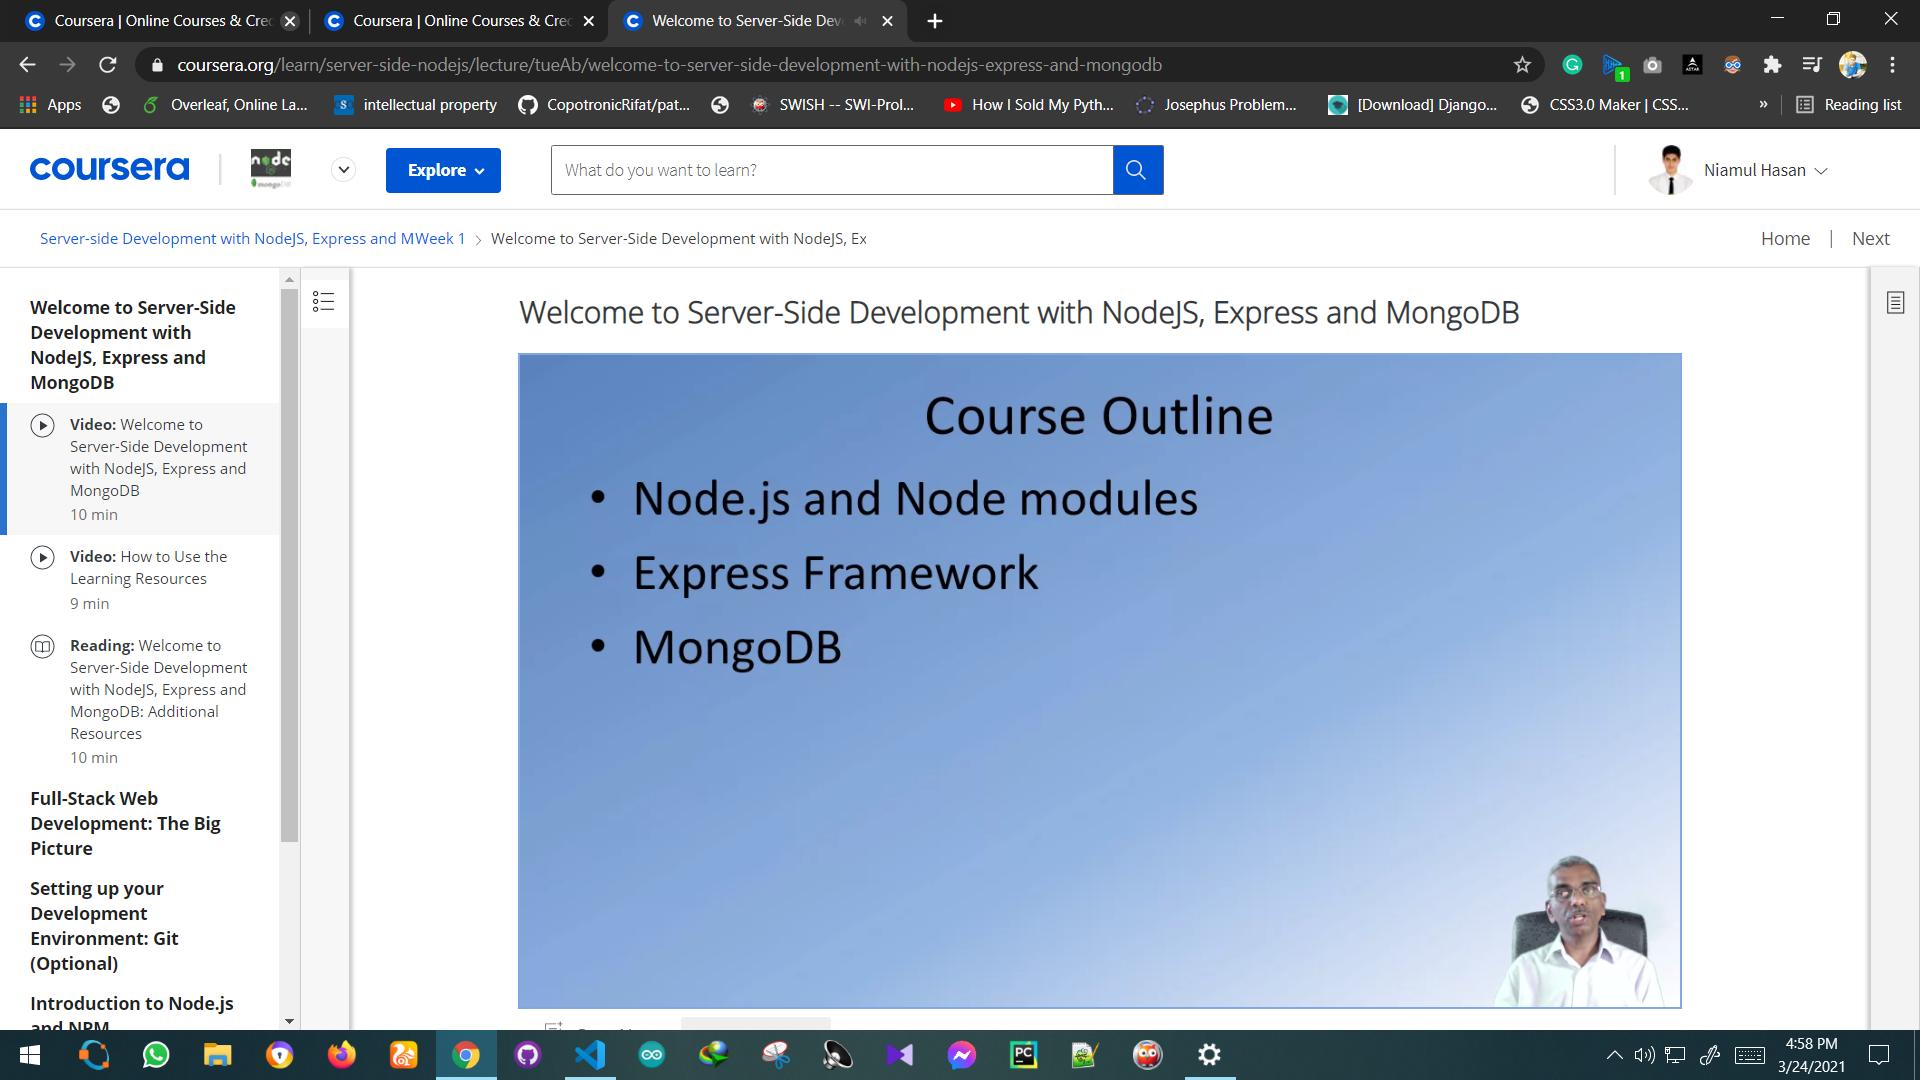 Coursera | Online Courses & Cre
Coursera | Online Courses & Cre
Welcome to Server-Side Dev
coursera.org/learn/server-side-nodejs/lecture/tueAb/welcome-to-server-side-development-with-nodejs-express-and-mongodb
1
Apps
Overleaf, Online La...
intellectual property
CopotronicRifat/pat...
SWISH -- SWI-Prol...
How I Sold My Pyth...
Josephus Problem...
[Download] Django...
CSS3.0 Maker | CSS...
»
Reading list
coursera
node
mongoDB
Explore
What do you want to learn?
Niamul Hasan
Server-side Development with NodeJS, Express and MWeek 1
Welcome to Server-Side Development with NodeJS, Ex
Home | Next
Welcome to Server-Side
Development with
NodeJS, Express and
MongoDB
Video: Welcome to
Server-Side Development
with NodeJS, Express and
MongoDB
10 min
Video: How to Use the
Learning Resources
9 min
Reading: Welcome to
Server-Side Development
with NodeJS, Express and
MongoDB: Additional
Resources
10 min
Full-Stack Web
Development: The Big
Picture
Setting up your
Development
Environment: Git
(Optional)
Introduction to Node.js
and NPM
Welcome to Server-Side Development with NodeJS, Express and MongoDB
Course Outline
• Node.js and Node modules
• Express Framework
• MongoDB
PC
4:58 PM
3/24/2021